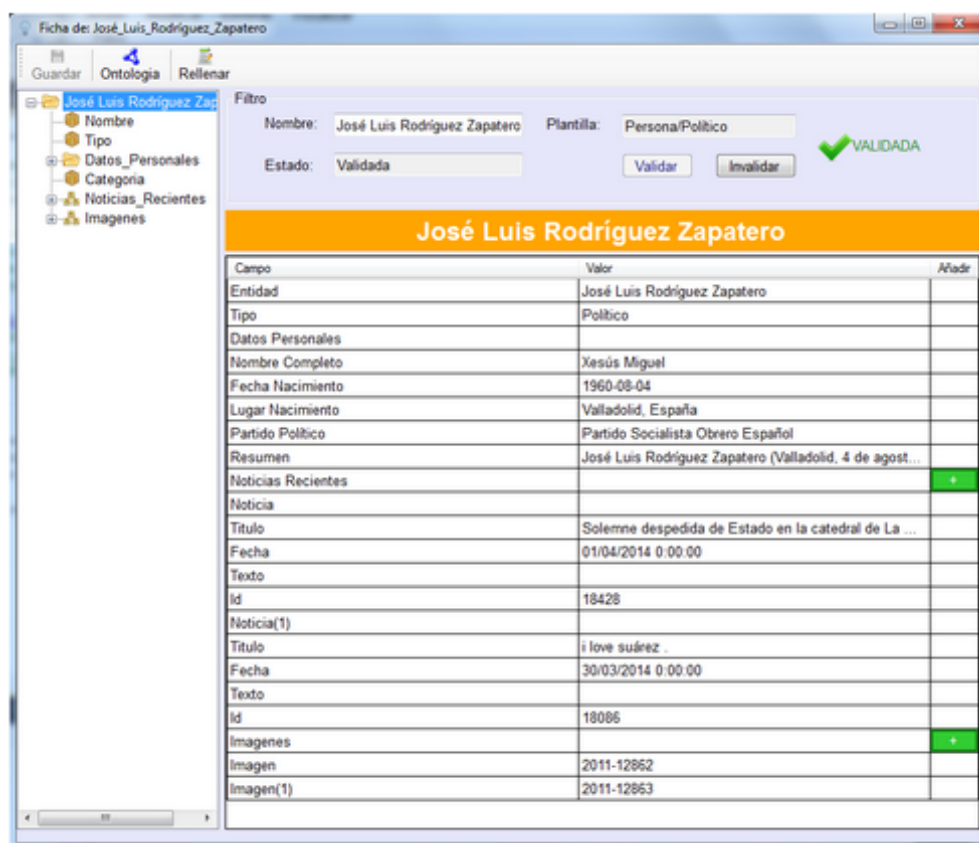 Ficha de: José_Luis_Rodríguez_Zapatero
Guardar Ontologia Rellenar
José Luis Rodríguez Zap
Nombre
Tipo
Datos_Personales
Categoria
Noticias_Recientes
Imagenes
Filtro
Nombre: José Luis Rodríguez Zapatero Plantilla: Persona/Político
Estado: Validada Validar Invalidar
VALIDADA
José Luis Rodríguez Zapatero
Campo Valor Añadir
Entidad José Luis Rodríguez Zapatero
Tipo Político
Datos Personales
Nombre Completo Xesús Miguel
Fecha Nacimiento 1960-08-04
Lugar Nacimiento Valladolid, España
Partido Político Partido Socialista Obrero Español
Resumen José Luis Rodríguez Zapatero (Valladolid, 4 de agost...
Noticias Recientes +
Noticia
Titulo Solemne despedida de Estado en la catedral de La ...
Fecha 01/04/2014 0:00:00
Texto
Id 18428
Noticia(1)
Titulo i love suárez .
Fecha 30/03/2014 0:00:00
Texto
Id 18086
Imagenes +
Imagen 2011-12862
Imagen(1) 2011-12863